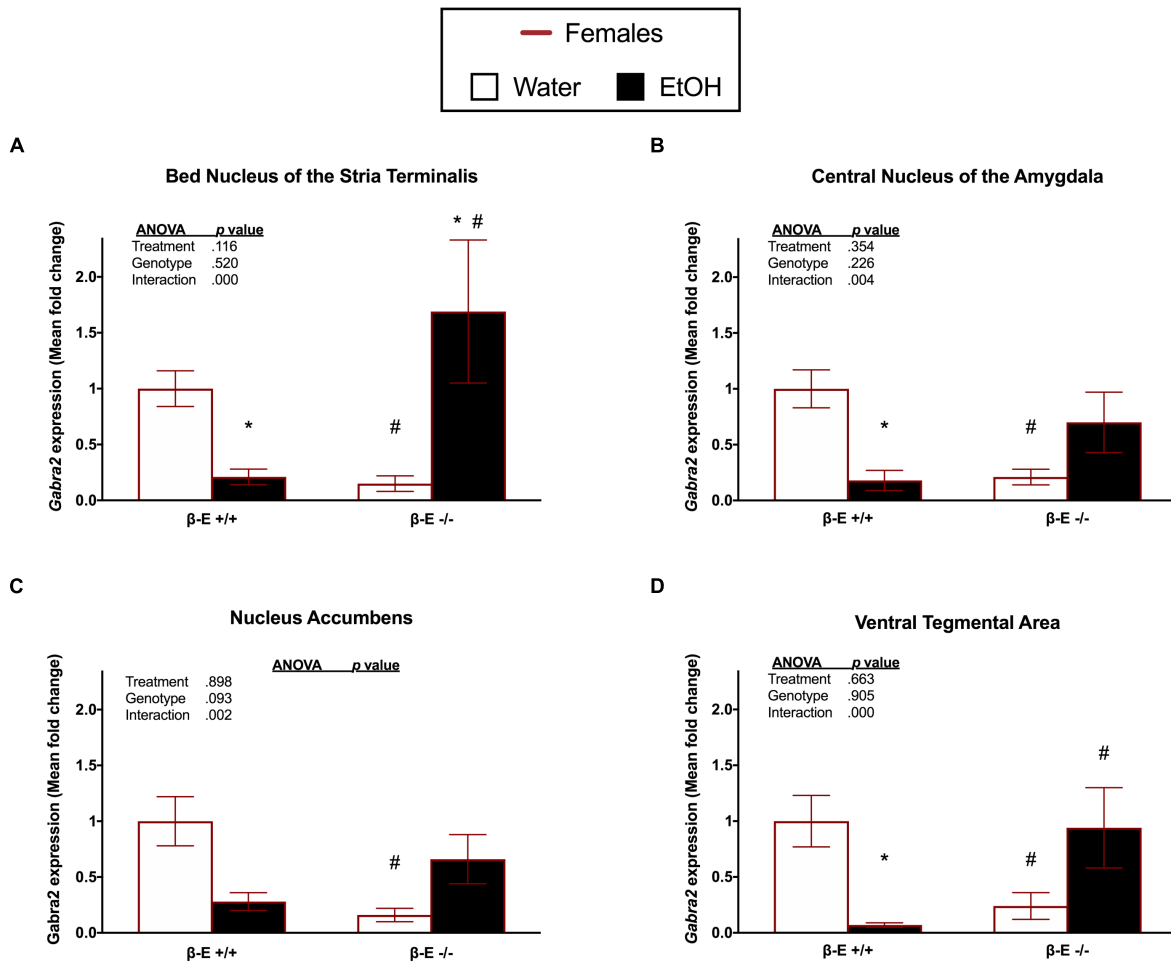 Females
Water EtOH
A
Bed Nucleus of the Stria Terminalis
Gabra2 expression (Mean fold change)
* #
ANOVA p value
Treatment .116
Genotype .520
Interaction .000
2.0
1.5
1
0.5
0.0
*
#
β-E +/+ β-E -/-
B
Central Nucleus of the Amygdala
Gabra2 expression (Mean fold change)
ANOVA p value
Treatment .354
Genotype .226
Interaction .004
2.0
1.5
1
0.5
0.0
*
#
β-E +/+ β-E -/-
C
Nucleus Accumbens
Gabra2 expression (Mean fold change)
ANOVA p value
Treatment .898
Genotype .093
Interaction .002
2.0
1.5
1
0.5
0.0
#
β-E +/+ β-E -/-
D
Ventral Tegmental Area
Gabra2 expression (Mean fold change)
ANOVA p value
Treatment .663
Genotype .905
Interaction .000
2.0
1.5
1
0.5
0.0
*
#
#
β-E +/+ β-E -/-